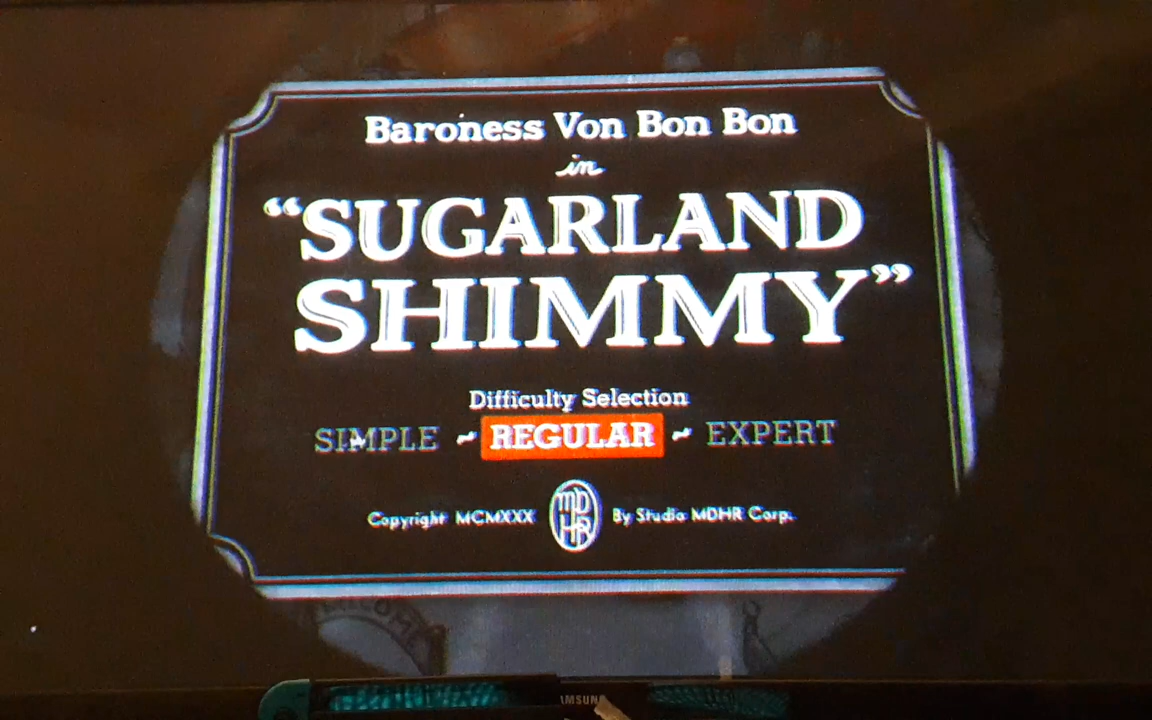 Baroness Von Bon Bon
in
“SUGARLAND
SHIMMY”
Difficulty Selection
SIMPLE ~ REGULAR ~ EXPERT
Copyright MCMXXX MDHR By Studio MDHR Corp.
WELCOME